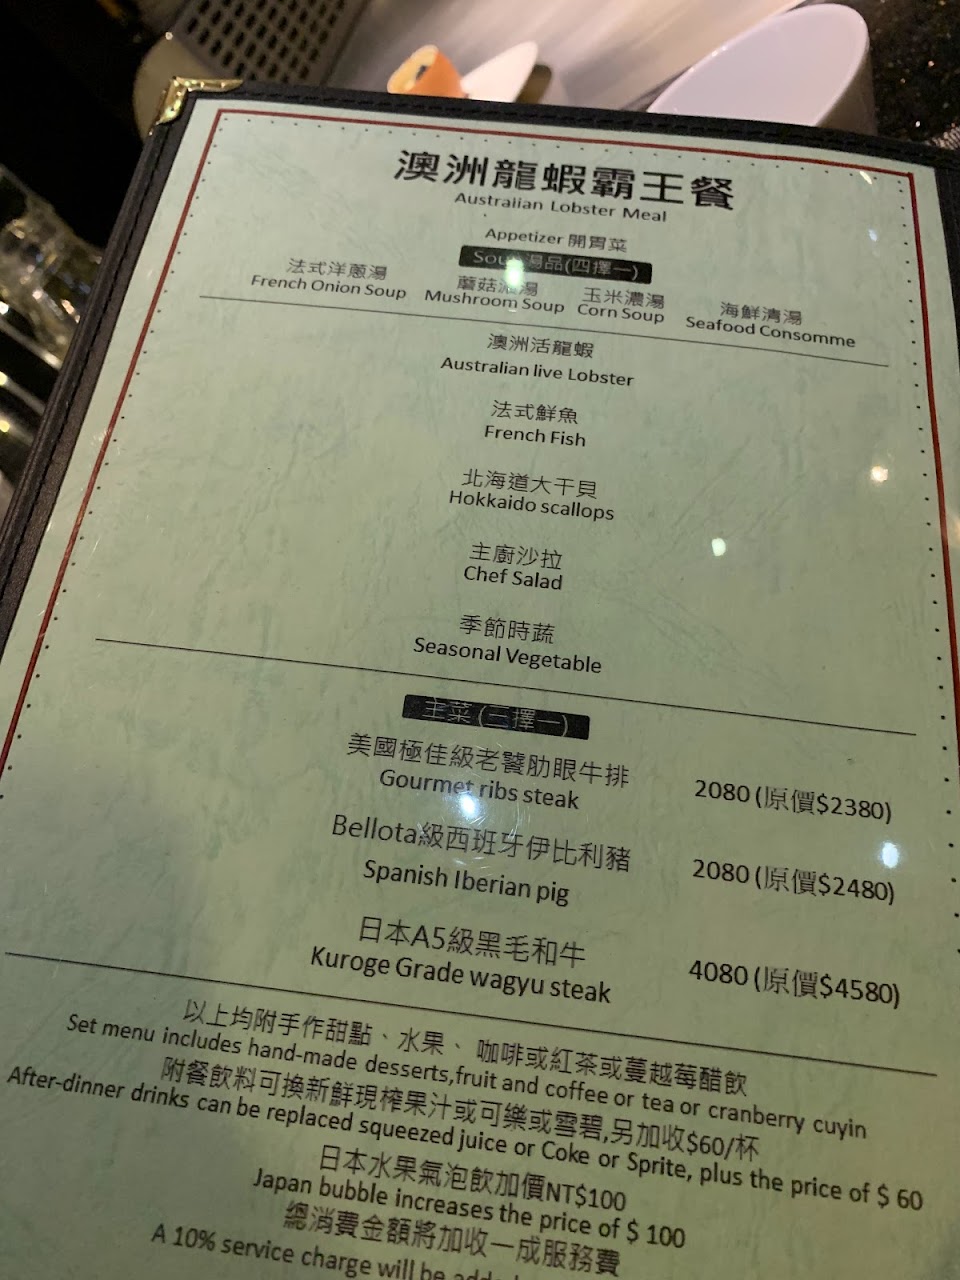 澳洲龍蝦霸王餐
Australian Lobster Meal
Appetizer 開胃菜
Soup 湯品(四擇一)
法式洋蔥湯 蘑菇濃湯 玉米濃湯 海鮮清湯
French Onion Soup Mushroom Soup Corn Soup Seafood Consomme
澳洲活龍蝦
Australian live Lobster
法式鮮魚
French Fish
北海道大干貝
Hokkaido scallops
主廚沙拉
Chef Salad
季節時蔬
Seasonal Vegetable
主菜 (三擇一)
美國極佳級老饕肋眼牛排
Gourmet ribs steak 2080 (原價$2380)
Bellota級西班牙伊比利豬
Spanish Iberian pig 2080 (原價$2480)
日本A5級黑毛和牛
Kuroge Grade wagyu steak 4080 (原價$4580)
以上均附手作甜點、水果、 咖啡或紅茶或蔓越莓醋飲
Set menu includes hand-made desserts,fruit and coffee or tea or cranberry cuyin
附餐飲料可換新鮮現榨果汁或可樂或雪碧,另加收$60/杯
After-dinner drinks can be replaced squeezed juice or Coke or Sprite, plus the price of $ 60
日本水果氣泡飲加價NT$100
Japan bubble increases the price of $ 100
總消費金額將加收一成服務費
A 10% service charge will be